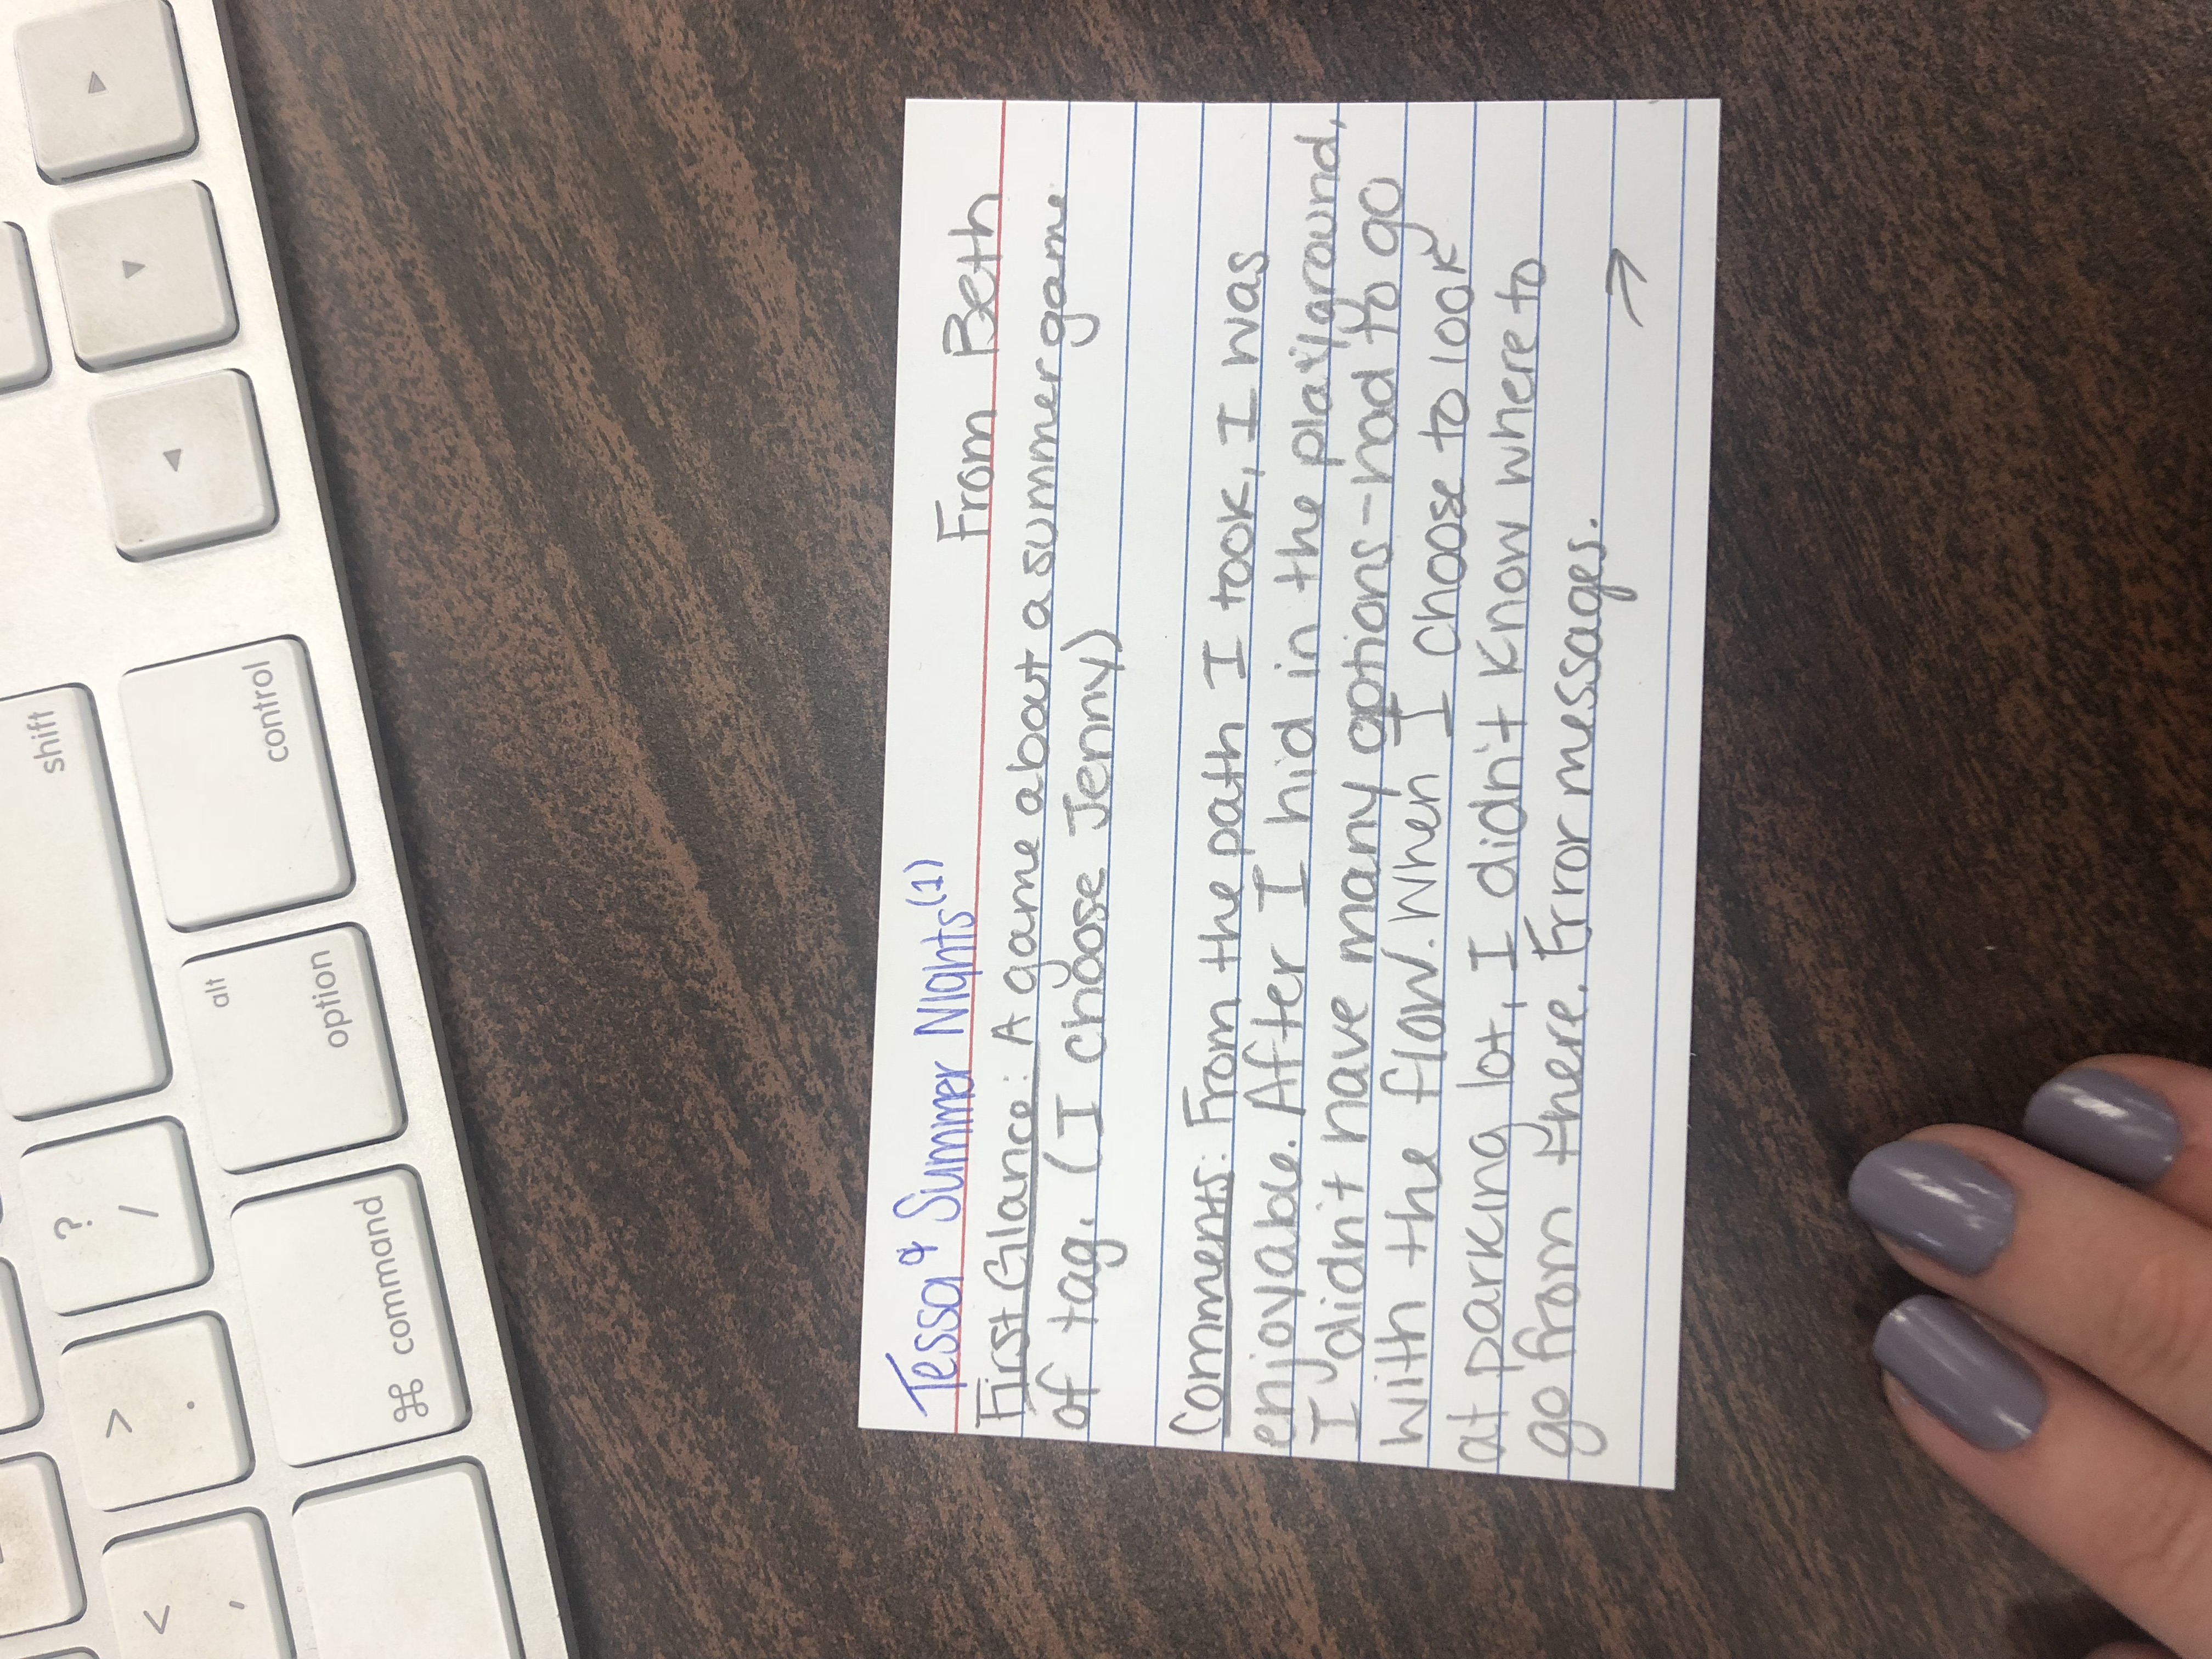 shift
? /
> .
< ,
alt
option
control
⌘ command
Tessa & Summer Nights (1)
From Beth
First Glance: A game about a summer game
of tag. (I choose Jenny)
Comments: From the path I took, I was
enjoyable. After I hid in the playground,
I didn't have many options-had to go
with the flow. When I choose to look
at parking lot, I didn't know where to
go from there. Error messages.
→